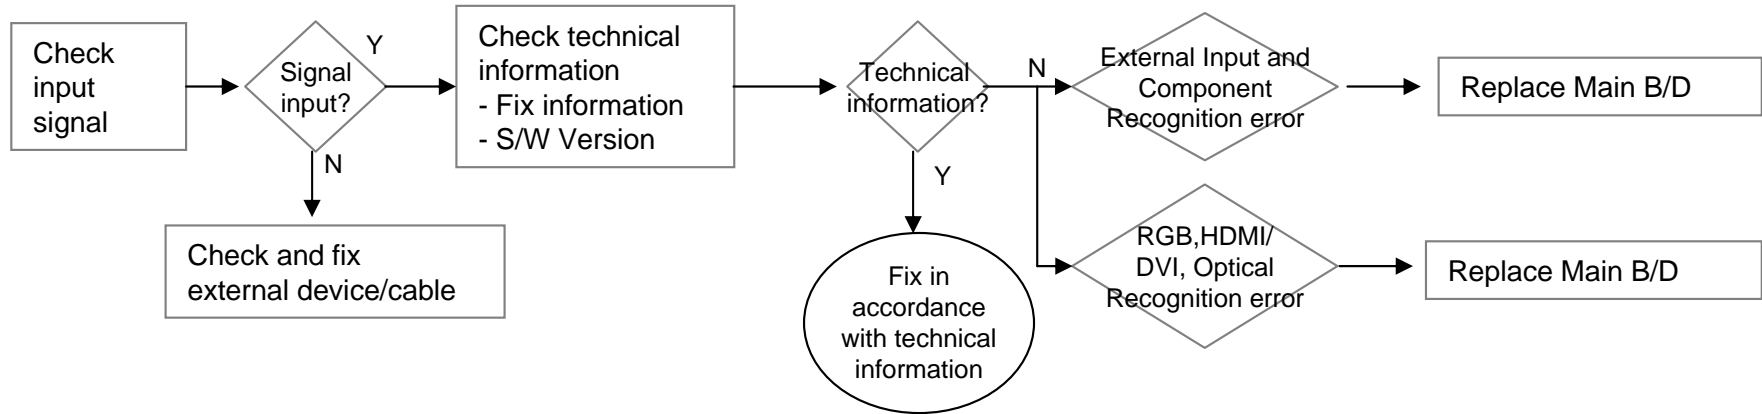 Check
input
signal
Signal
input?
Y
N
Check and fix
external device/cable
Check technical
information
- Fix information
- S/W Version
Technical
information?
N
Y
Fix in
accordance
with technical
information
External Input and
Component
Recognition error
Replace Main B/D
RGB,HDMI/
DVI, Optical
Recognition error
Replace Main B/D